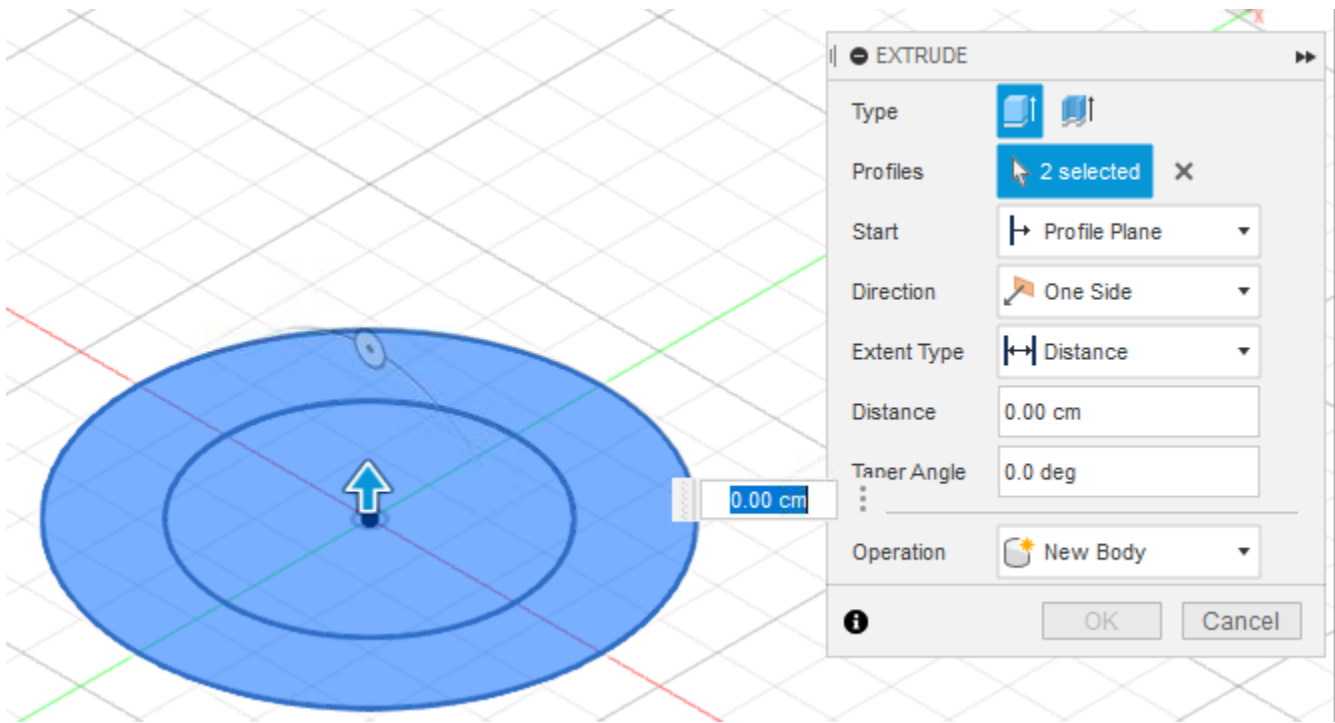 EXTRUDE
Type
Profiles 2 selected
Start Profile Plane
Direction One Side
Extent Type Distance
Distance 0.00 cm
Taper Angle 0.0 deg
0.00 cm
Operation New Body
OK Cancel